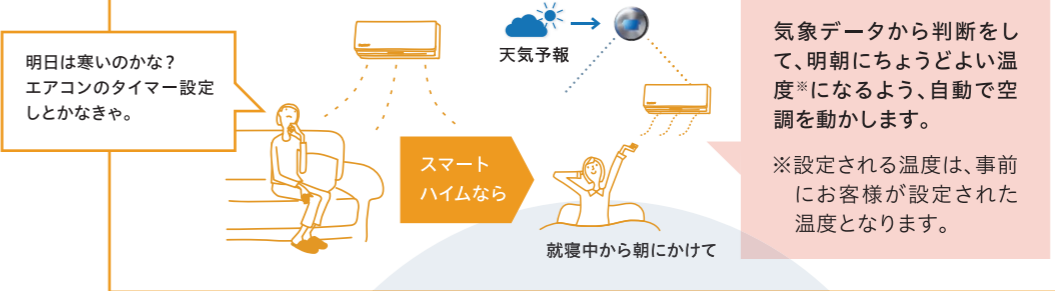 明日は寒いのかな？
エアコンのタイマー設定
しとかなきゃ。
天気予報
スマート
ハイムなら
就寝中から朝にかけて
気象データから判断をし
て、明朝にちょうどよい温
度※になるよう、自動で空
調を動かします。
※設定される温度は、事前
にお客様が設定された
温度となります。